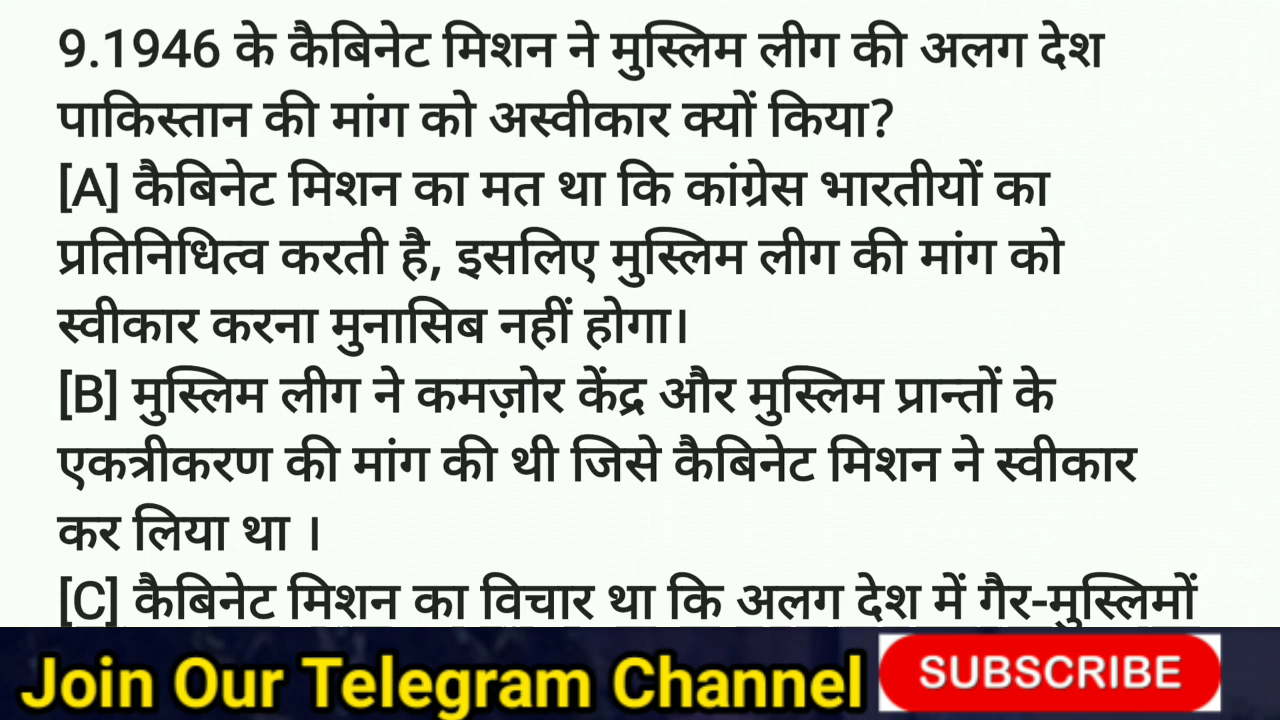 9.1946 के कैबिनेट मिशन ने मुस्लिम लीग की अलग देश
पाकिस्तान की मांग को अस्वीकार क्यों किया?
[A] कैबिनेट मिशन का मत था कि कांग्रेस भारतीयों का
प्रतिनिधित्व करती है, इसलिए मुस्लिम लीग की मांग को
स्वीकार करना मुनासिब नहीं होगा।
[B] मुस्लिम लीग ने कमज़ोर केंद्र और मुस्लिम प्रान्तों के
एकत्रीकरण की मांग की थी जिसे कैबिनेट मिशन ने स्वीकार
कर लिया था ।
[C] कैबिनेट मिशन का विचार था कि अलग देश में गैर-मुस्लिमों
Join Our Telegram Channel
SUBSCRIBE